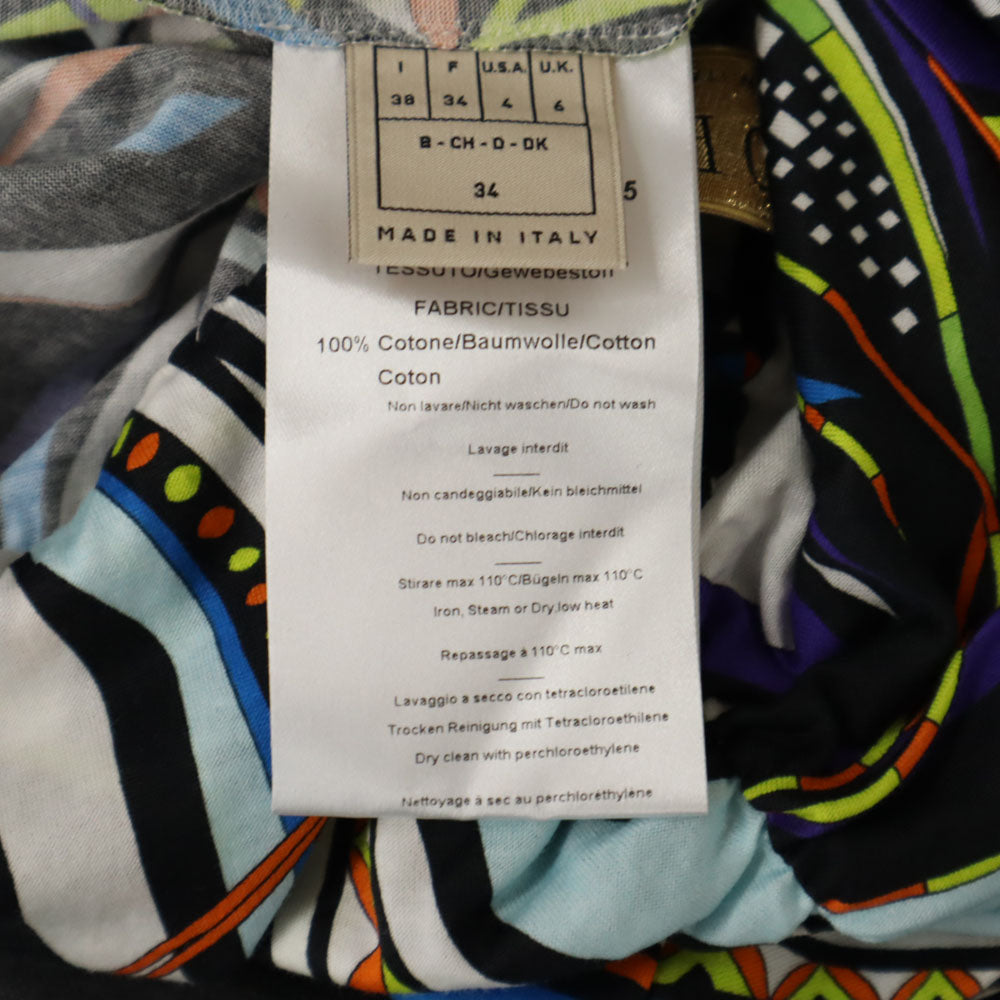 I F U.S.A. U.K.
38 34 4 6
B - CH - D - DK
34
5
MADE IN ITALY
TESSUTO/Gewebestoff
FABRIC/TISSU
100% Cotone/Baumwolle/Cotton
Coton
Non lavare/Nicht waschen/Do not wash
Lavage interdit
Non candeggiabile/Kein bleichmittel
Do not bleach/Chlorage interdit
Stirare max 110°C/Bügeln max 110°C
Iron, Steam or Dry.low heat
Repassage à 110°C max
Lavaggio a secco con tetracloroetilene
Trocken Reinigung mit Tetracloroethilene
Dry clean with perchloroethylene
Nettoyage à sec au perchloréthylène